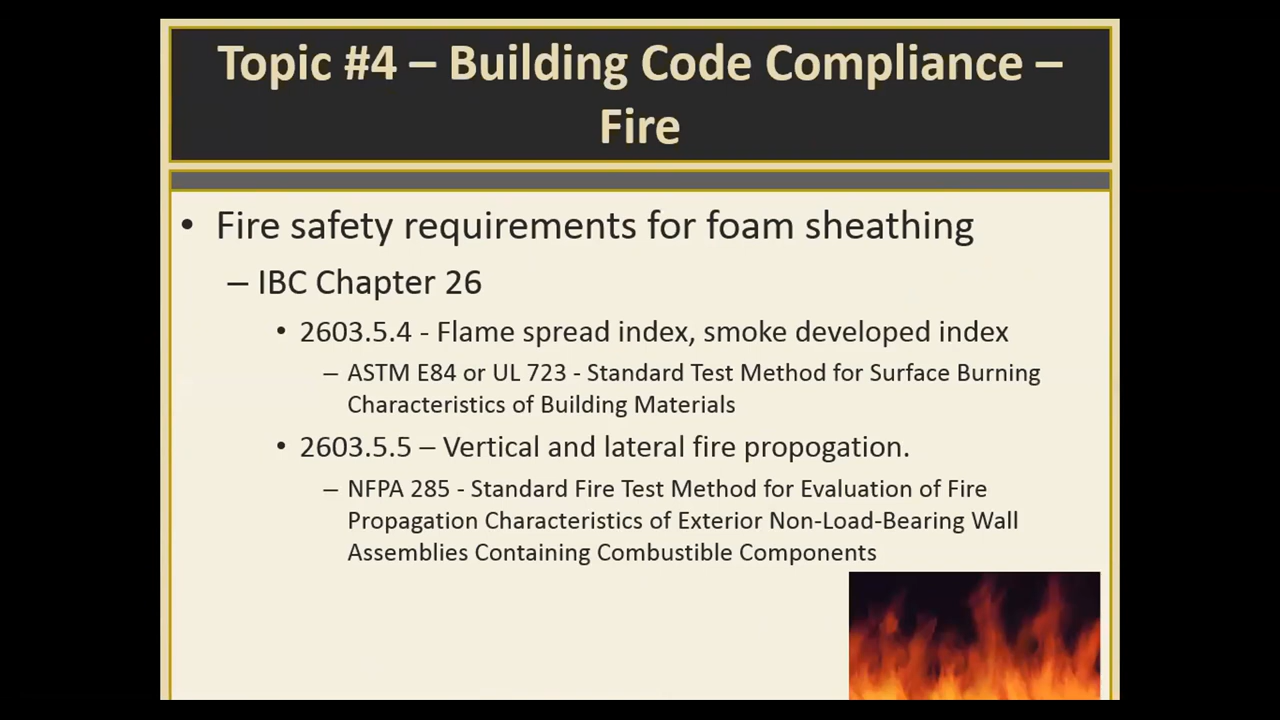 Topic #4 – Building Code Compliance –
Fire
• Fire safety requirements for foam sheathing
– IBC Chapter 26
• 2603.5.4 - Flame spread index, smoke developed index
– ASTM E84 or UL 723 - Standard Test Method for Surface Burning
Characteristics of Building Materials
• 2603.5.5 – Vertical and lateral fire propogation.
– NFPA 285 - Standard Fire Test Method for Evaluation of Fire
Propagation Characteristics of Exterior Non-Load-Bearing Wall
Assemblies Containing Combustible Components